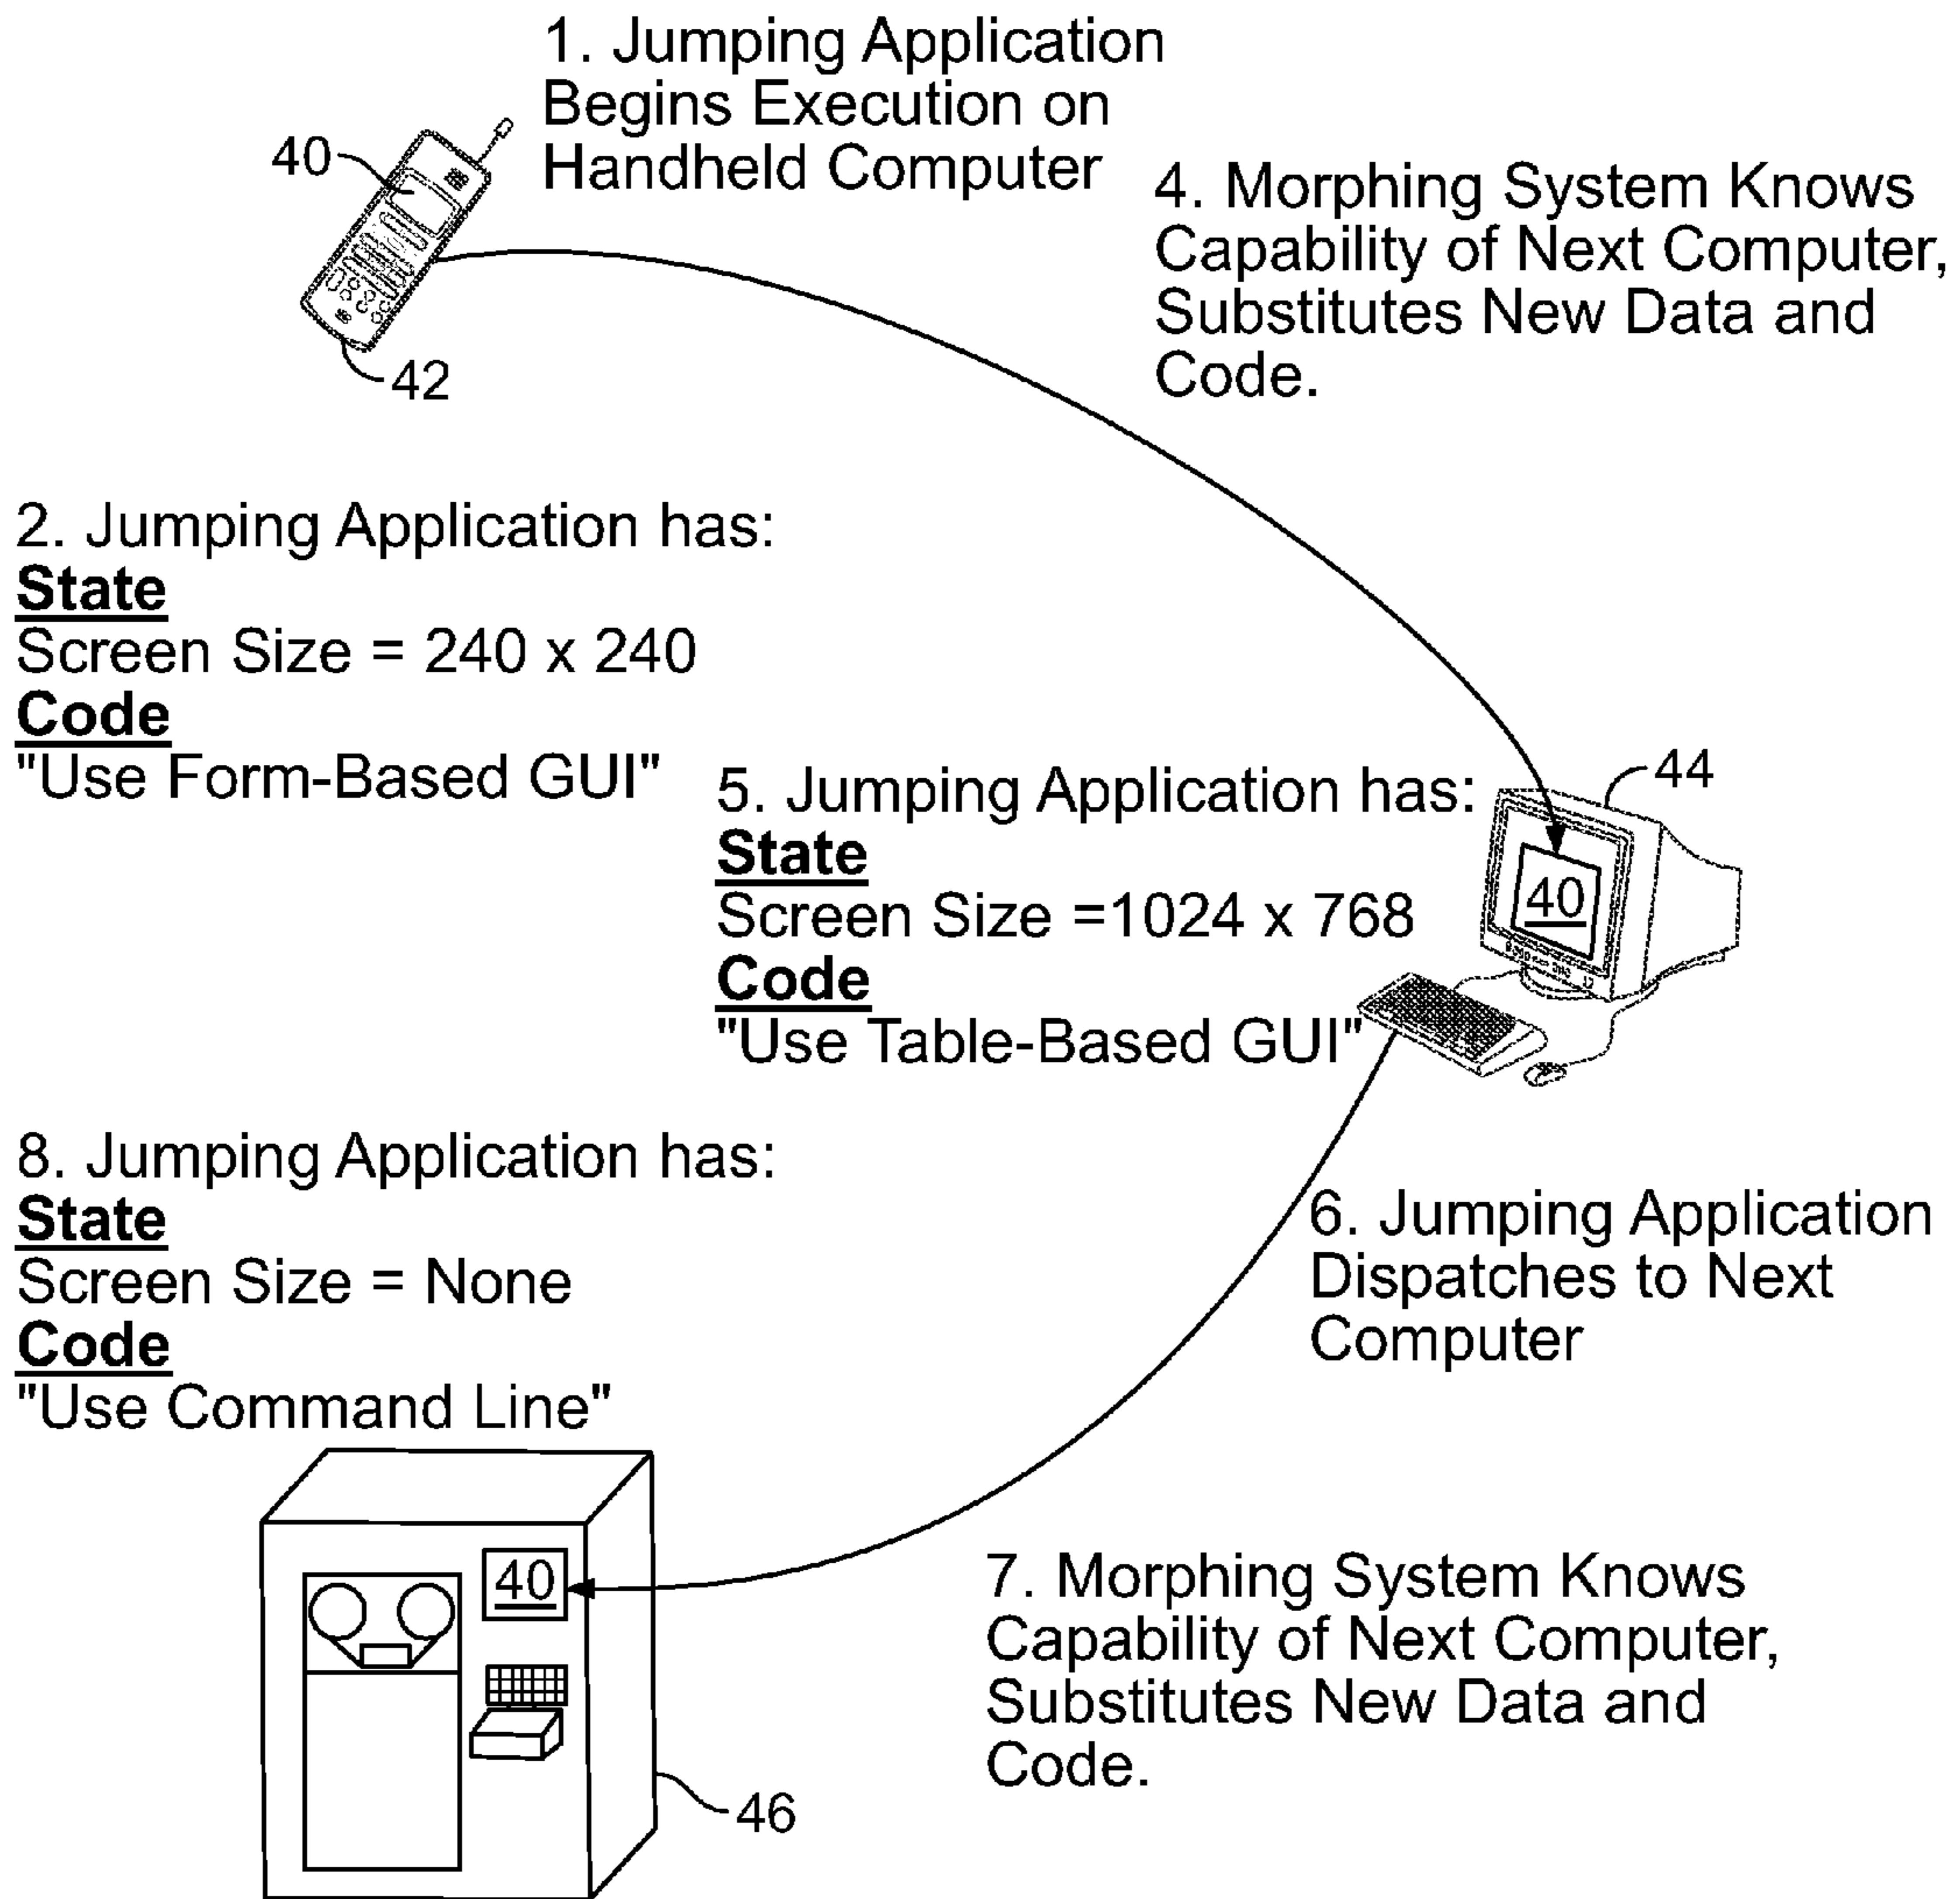 1. Jumping Application
Begins Execution on
Handheld Computer
40
42
4. Morphing System Knows
Capability of Next Computer,
Substitutes New Data and
Code.
2. Jumping Application has:
State
Screen Size = 240 x 240
Code
"Use Form-Based GUI"
44
40
5. Jumping Application has:
State
Screen Size =1024 x 768
Code
"Use Table-Based GUI"
6. Jumping Application
Dispatches to Next
Computer
8. Jumping Application has:
State
Screen Size = None
Code
"Use Command Line"
40
46
7. Morphing System Knows
Capability of Next Computer,
Substitutes New Data and
Code.